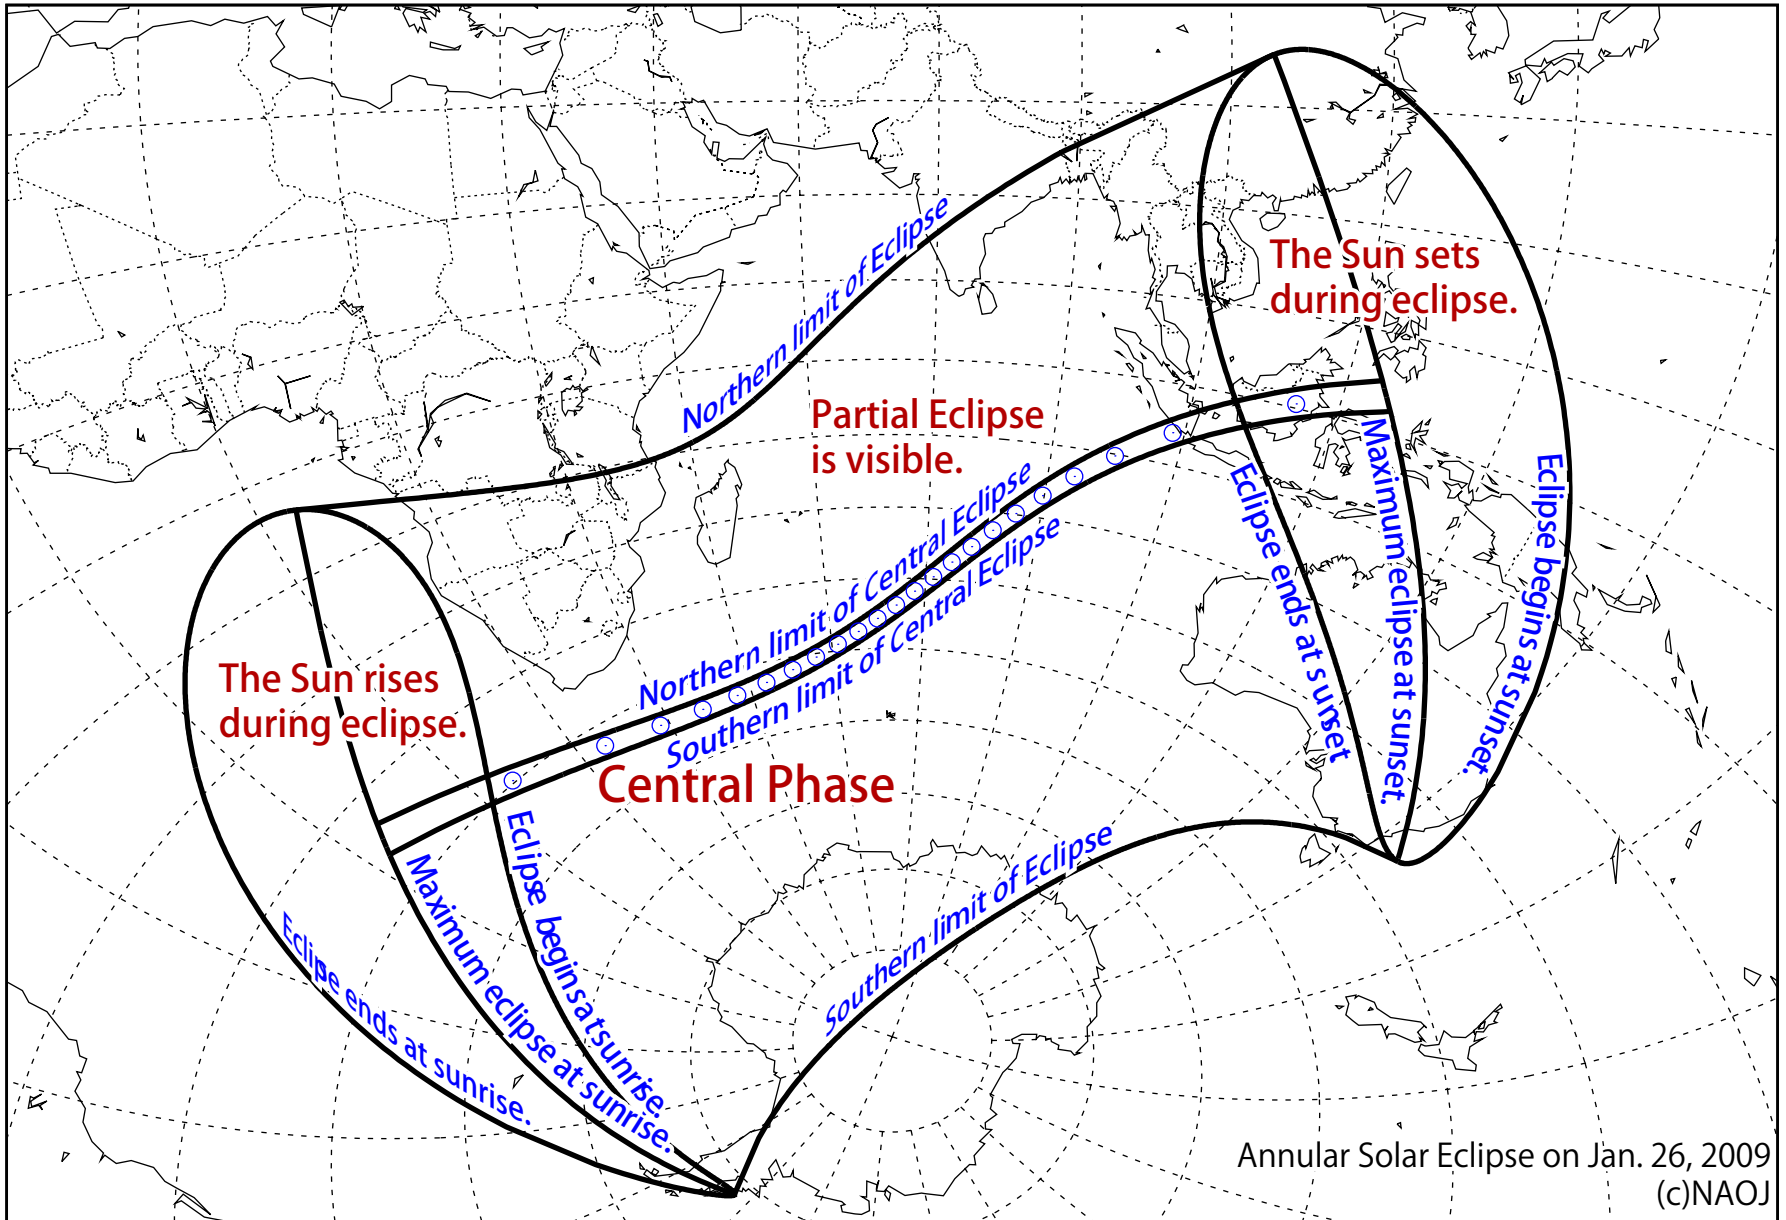 Northern limit of Eclipse
The Sun sets
during eclipse.
Partial Eclipse
is visible.
Northern limit of Central Eclipse
Southern limit of Central Eclipse
Eclipse ends at sunset
Maximum eclipse at sunset.
Eclipse begins at sunset.
The Sun rises
during eclipse.
Central Phase
Eclipse begins at sunrise.
Maximum eclipse at sunrise.
Eclipse ends at sunrise.
Southern limit of Eclipse
Annular Solar Eclipse on Jan. 26, 2009
(c)NAOJ